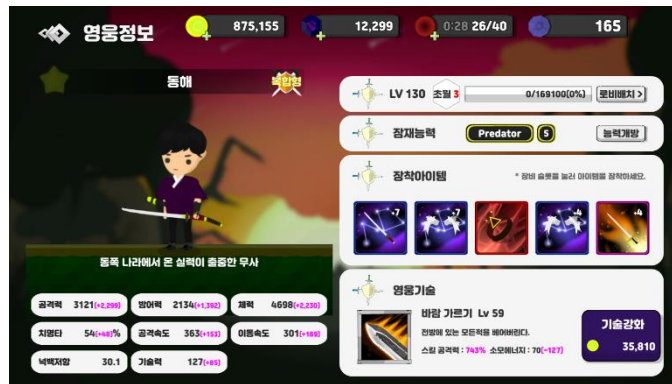 영웅정보
875,155
12,299
0:28 26/40
165
동해
복합형
LV 130 초월 3
0/169100(0%)
로비배치 >
잠재능력
Predator
5
능력개방
장착아이템
* 장비 슬롯을 눌러 아이템을 장착하세요.
+7
+7
+4
+4
동쪽 나라에서 온 실력이 출중한 무사
공격력 3121(+2,299)
방어력 2134(+1,392)
체력 4698(+2,230)
치명타 54(+48)%
공격속도 363(+153)
이동속도 301(+189)
넉백저항 30.1
기술력 127(+85)
영웅기술
바람 가르기 Lv 59
전방에 있는 모든적을 베어버린다.
스킬 공격력 : 743% 소모에너지 : 70(-127)
기술강화
35,810